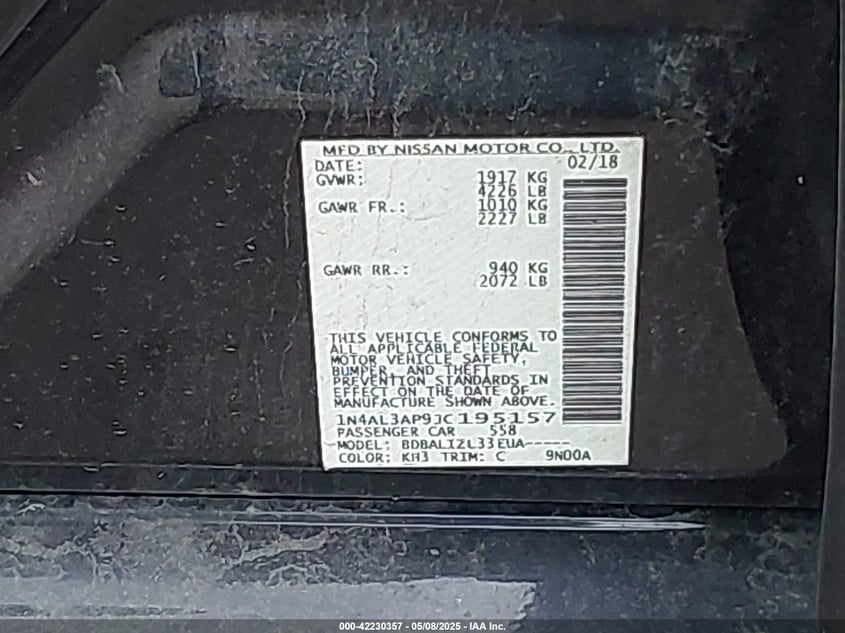 MFD BY NISSAN MOTOR CO., LTD.
DATE: 02/18
GVWR: 1917 KG
4226 LB
GAWR FR.: 1010 KG
2227 LB
GAWR RR.: 940 KG
2072 LB
THIS VEHICLE CONFORMS TO
ALL APPLICABLE FEDERAL
MOTOR VEHICLE SAFETY,
BUMPER, AND THEFT
PREVENTION STANDARDS IN
EFFECT ON THE DATE OF
MANUFACTURE SHOWN ABOVE.
1N4AL3AP9JC195157
PASSENGER CAR 558
MODEL: BDBALIZL33EUA-----
COLOR: KH3 TRIM: C 9N00A
000-42230357 - 05/08/2025 - IAA Inc.